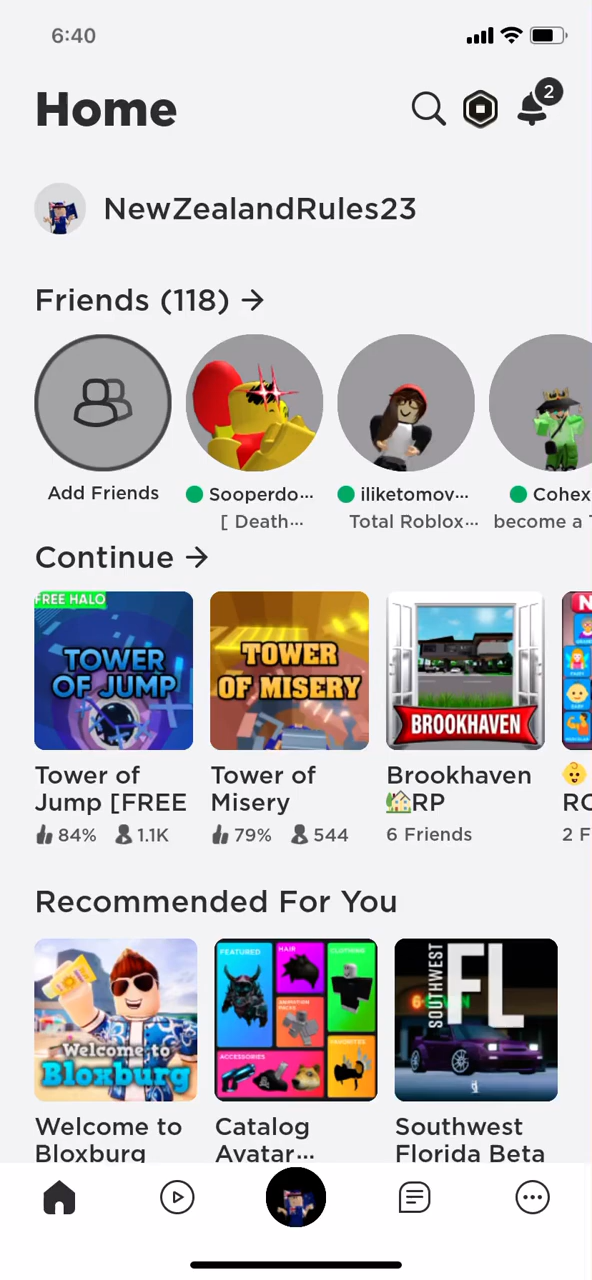 6:40
Home
2
NewZealandRules23
Friends (118) →
Add Friends
Sooperdo...
[ Death...
iliketomov...
Total Roblox...
Cohex
become a
Continue →
FREE HALO
TOWER
OF JUMP
TOWER
OF MISERY
BROOKHAVEN
N
Tower of
Jump [FREE
84% 1.1K
Tower of
Misery
79% 544
Brookhaven
🏡RP
6 Friends
👶
RO
2 F
Recommended For You
Welcome to
Bloxburg
FEATURED
HAIR
CLOTHING
ANIMATION
PACKS
ACCESSORIES
FAVORITES
SOUTHWEST
FL
Welcome to
Bloxburg
Catalog
Avatar...
Southwest
Florida Beta